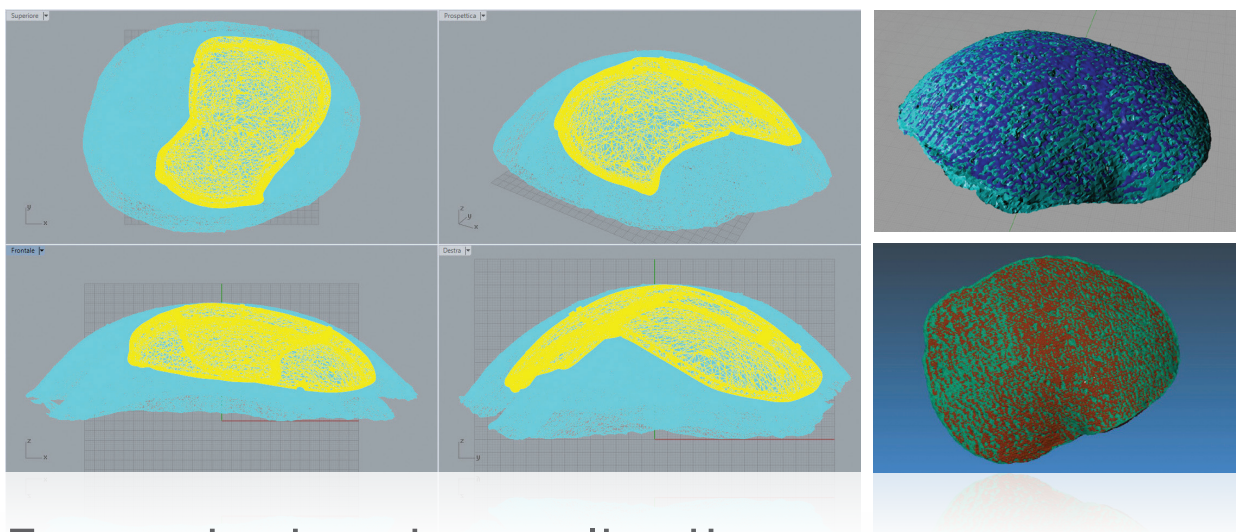 Superiore
Prospettica
y
x
z
y
x
Frontale
Destra
z
x
z
y